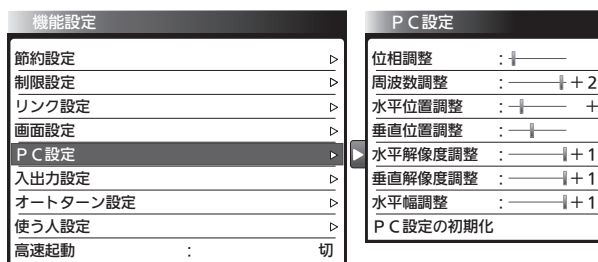 機能設定
節約設定
制限設定
リンク設定
画面設定
PC設定
入出力設定
オートターン設定
使う人設定
高速起動 : 切
PC設定
位相調整 :
周波数調整 : +2
水平位置調整 : +
垂直位置調整 :
水平解像度調整 : +1
垂直解像度調整 : +1
水平幅調整 : +1
PC設定の初期化